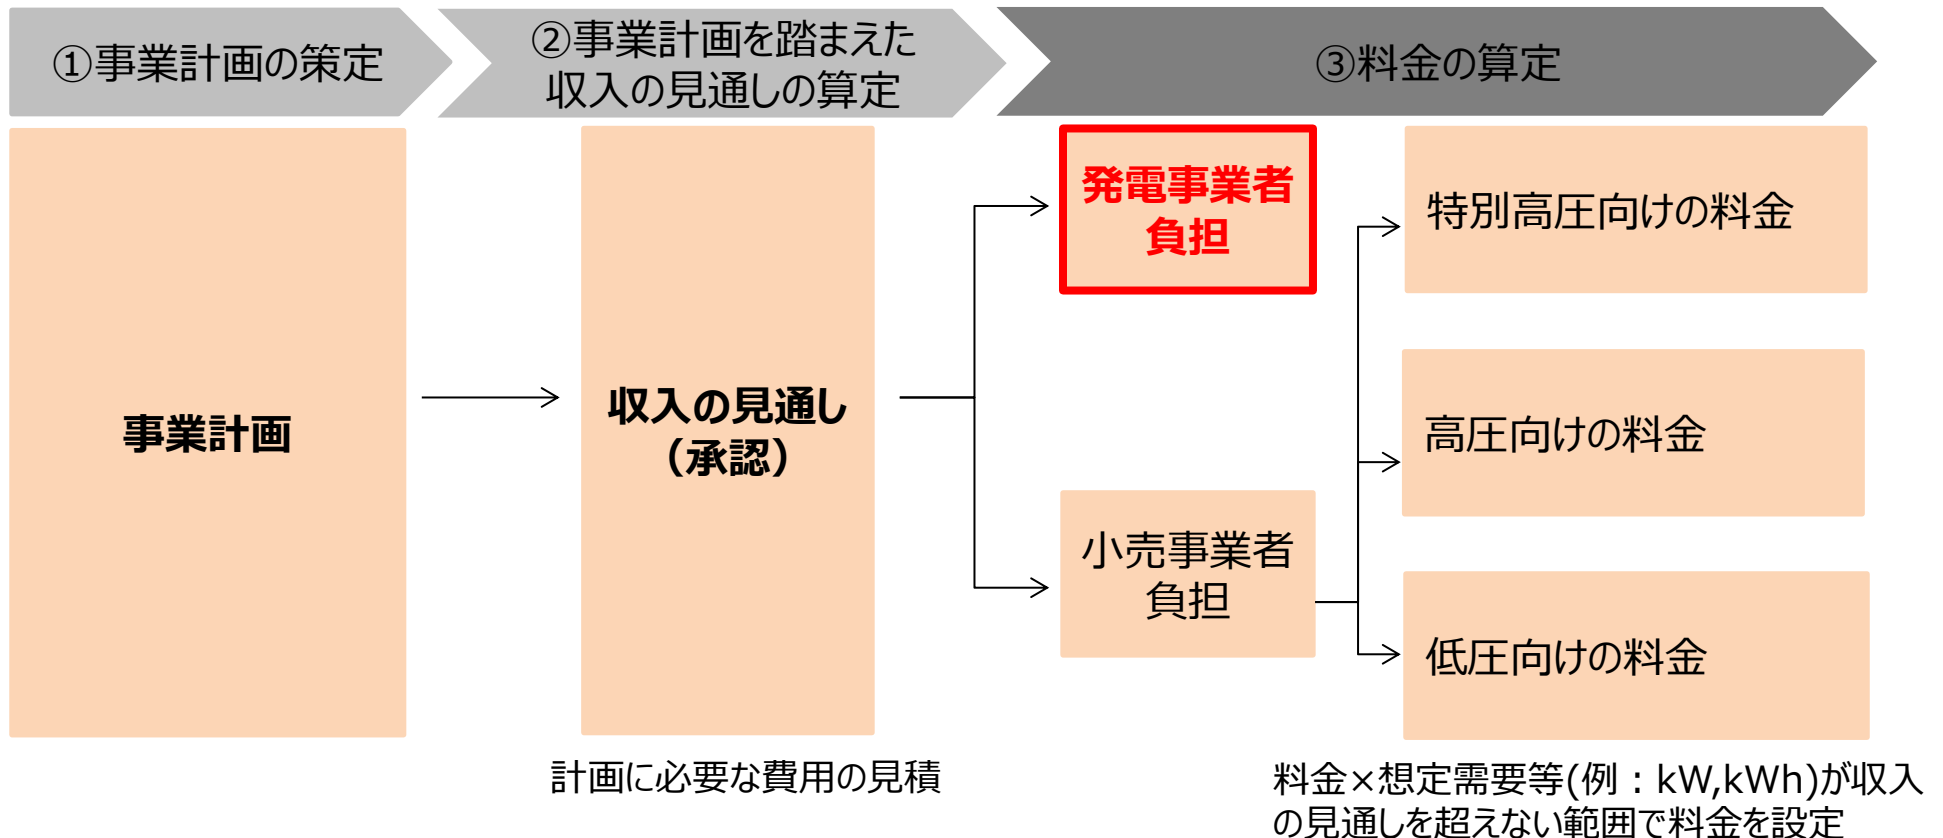 ①事業計画の策定
②事業計画を踏まえた
収入の見通しの算定
③料金の算定
事業計画
収入の見通し
（承認）
発電事業者
負担
小売事業者
負担
特別高圧向けの料金
高圧向けの料金
低圧向けの料金
計画に必要な費用の見積
料金×想定需要等(例：kW,kWh)が収入
の見通しを超えない範囲で料金を設定